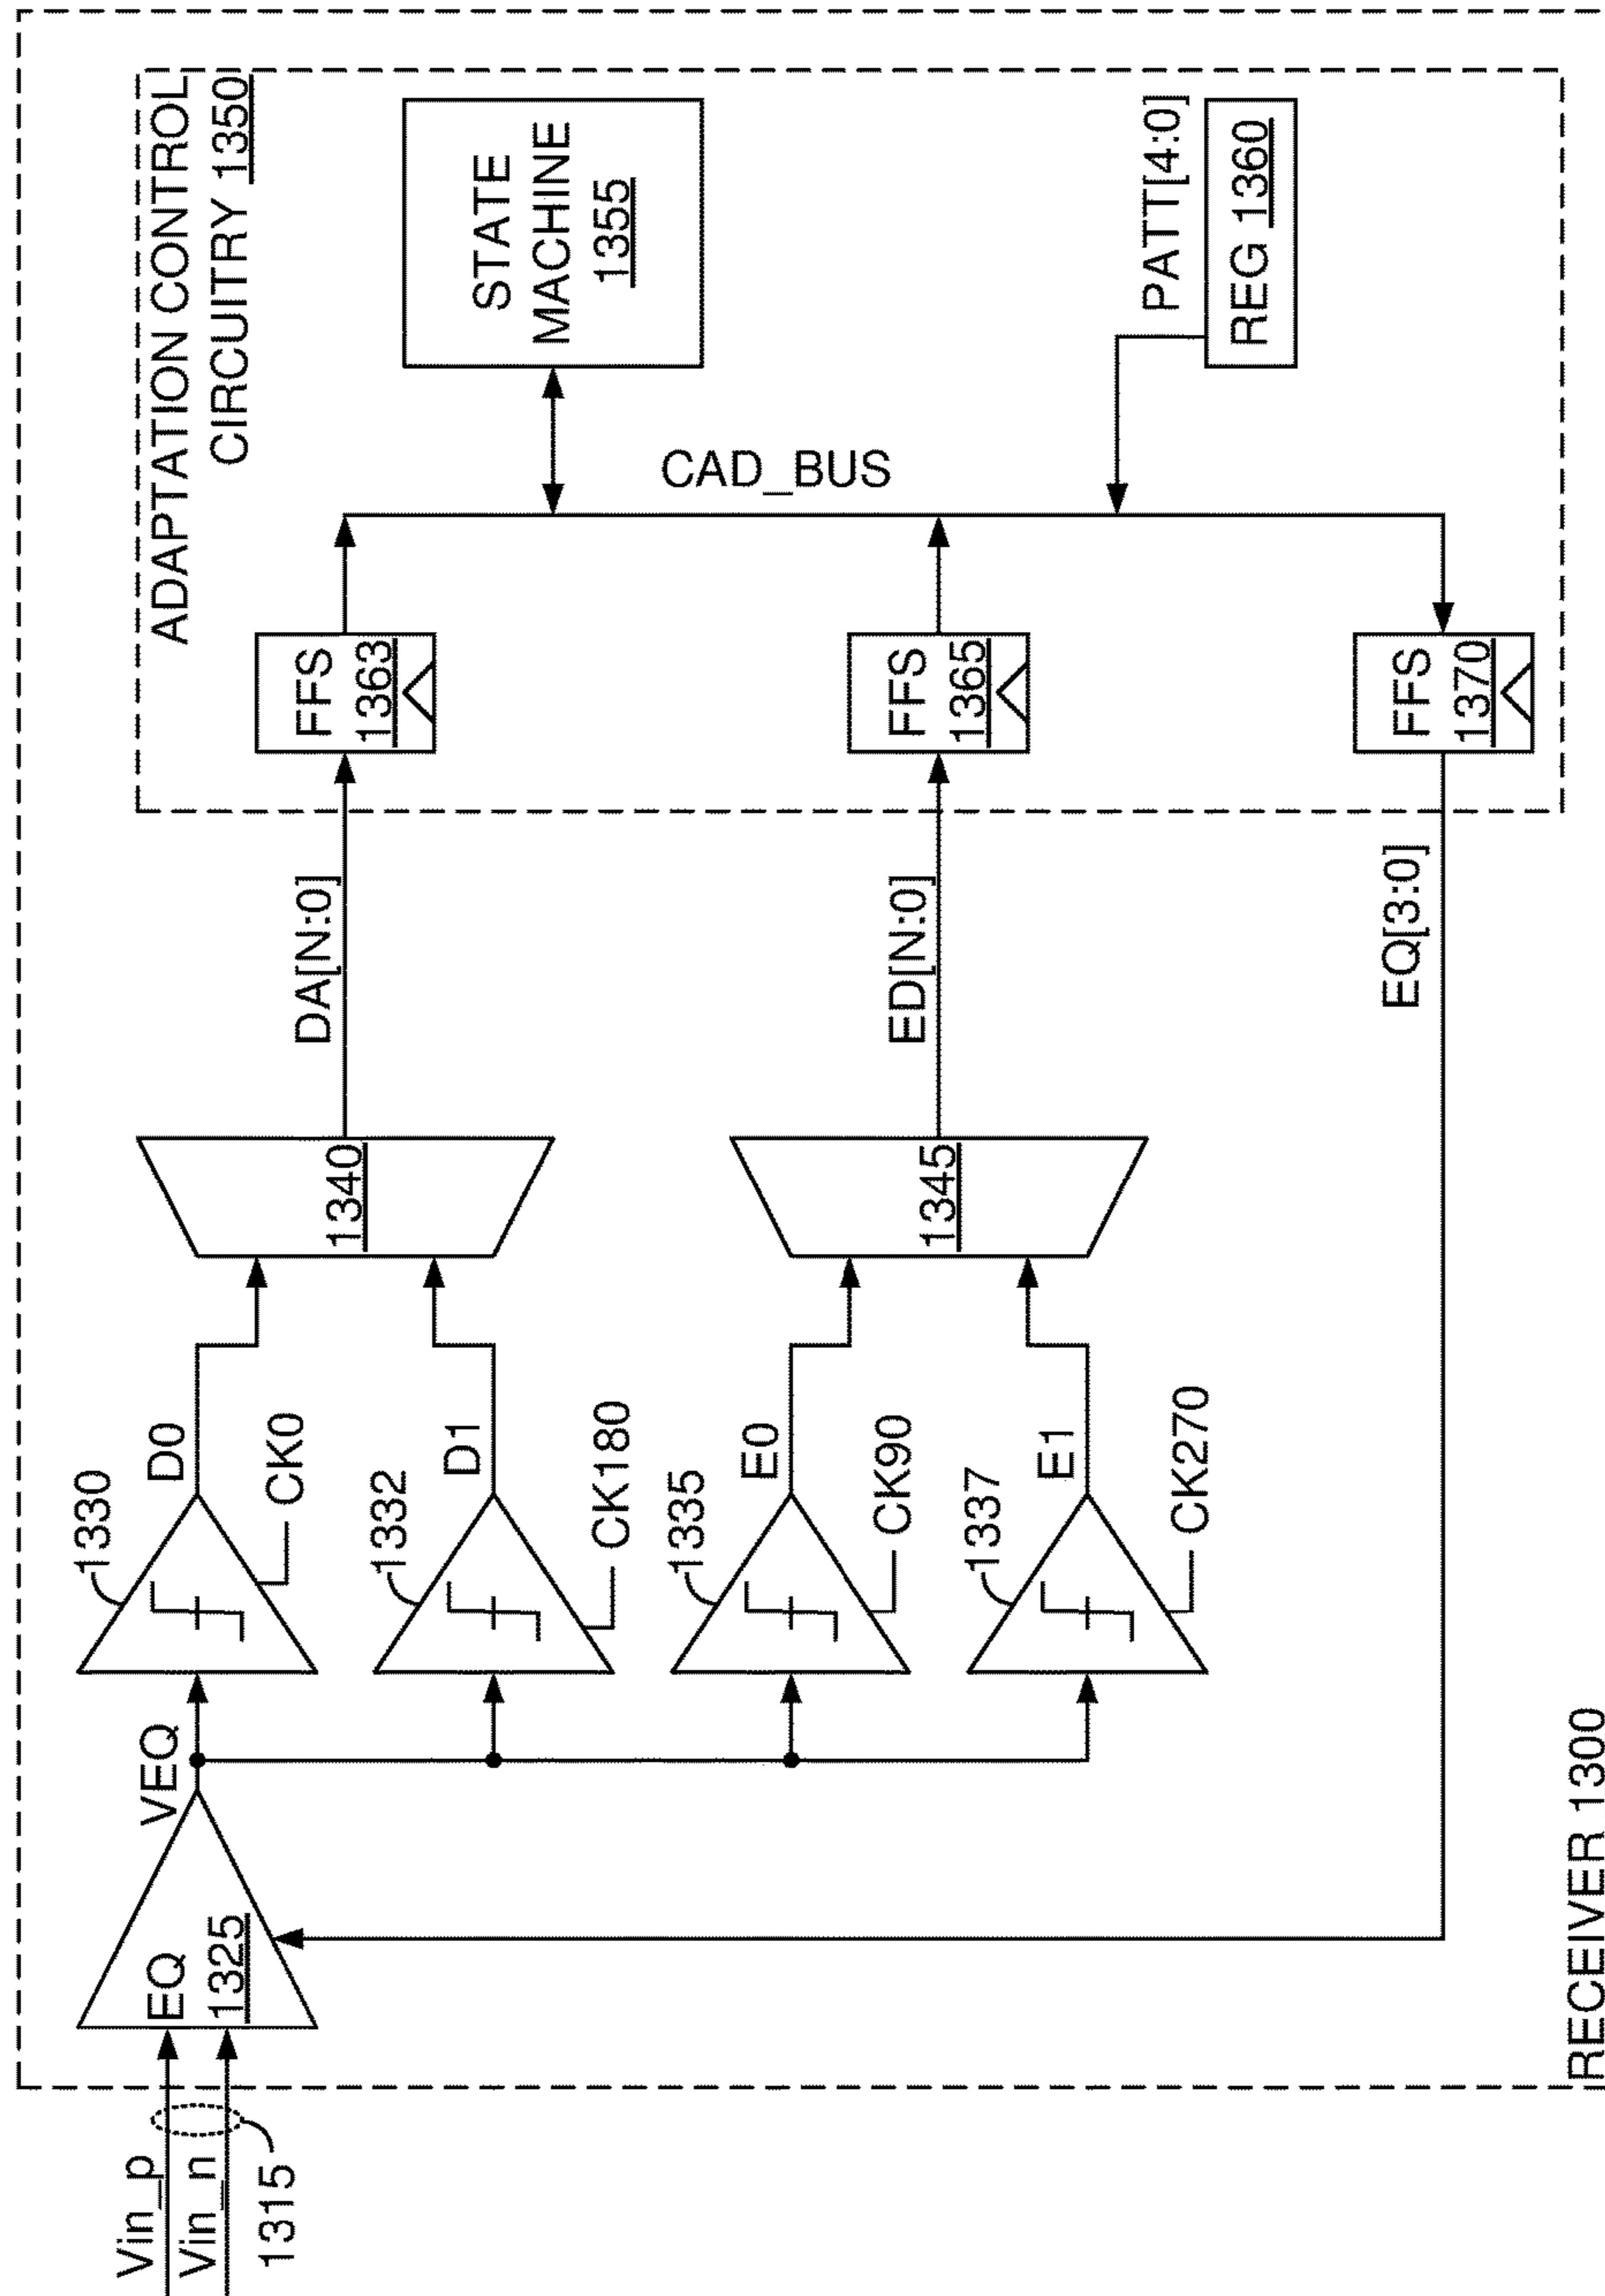 ADAPTATION CONTROL
CIRCUITRY 1350
Vin_p
Vin_n
1315
EQ
1325
VEQ
1330
D0
CK0
1332
D1
CK180
1335
E0
CK90
1337
E1
CK270
1340
DA[N:0]
1345
ED[N:0]
FFS
1363
FFS
1365
FFS
1370
EQ[3:0]
CAD_BUS
STATE
MACHINE
1355
PATT[4:0]
REG 1360
RECEIVER 1300